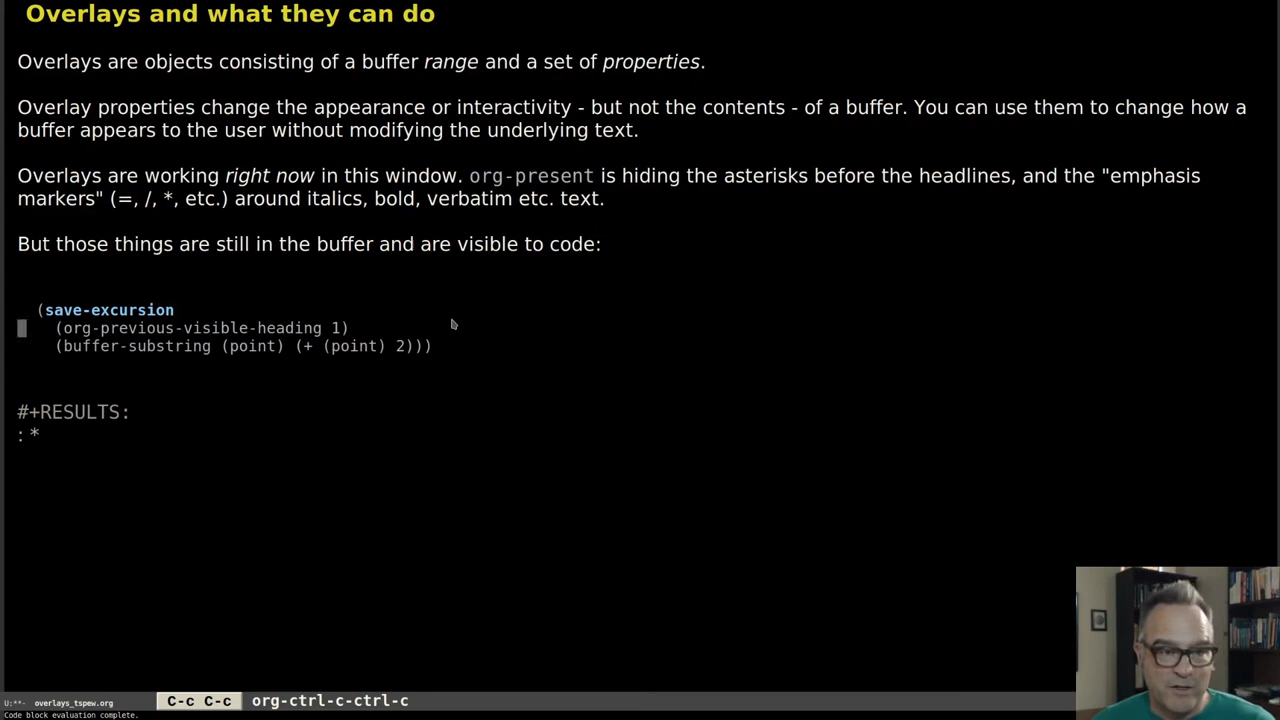 Overlays and what they can do
Overlays are objects consisting of a buffer range and a set of properties.
Overlay properties change the appearance or interactivity - but not the contents - of a buffer. You can use them to change how a
buffer appears to the user without modifying the underlying text.
Overlays are working right now in this window. org-present is hiding the asterisks before the headlines, and the "emphasis
markers" (=, /, *, etc.) around italics, bold, verbatim etc. text.
But those things are still in the buffer and are visible to code:
(save-excursion
(org-previous-visible-heading 1)
(buffer-substring (point) (+ (point) 2)))
#+RESULTS:
: *
U:**- overlays_tspew.org C-c C-c org-ctrl-c-ctrl-c
Code block evaluation complete.